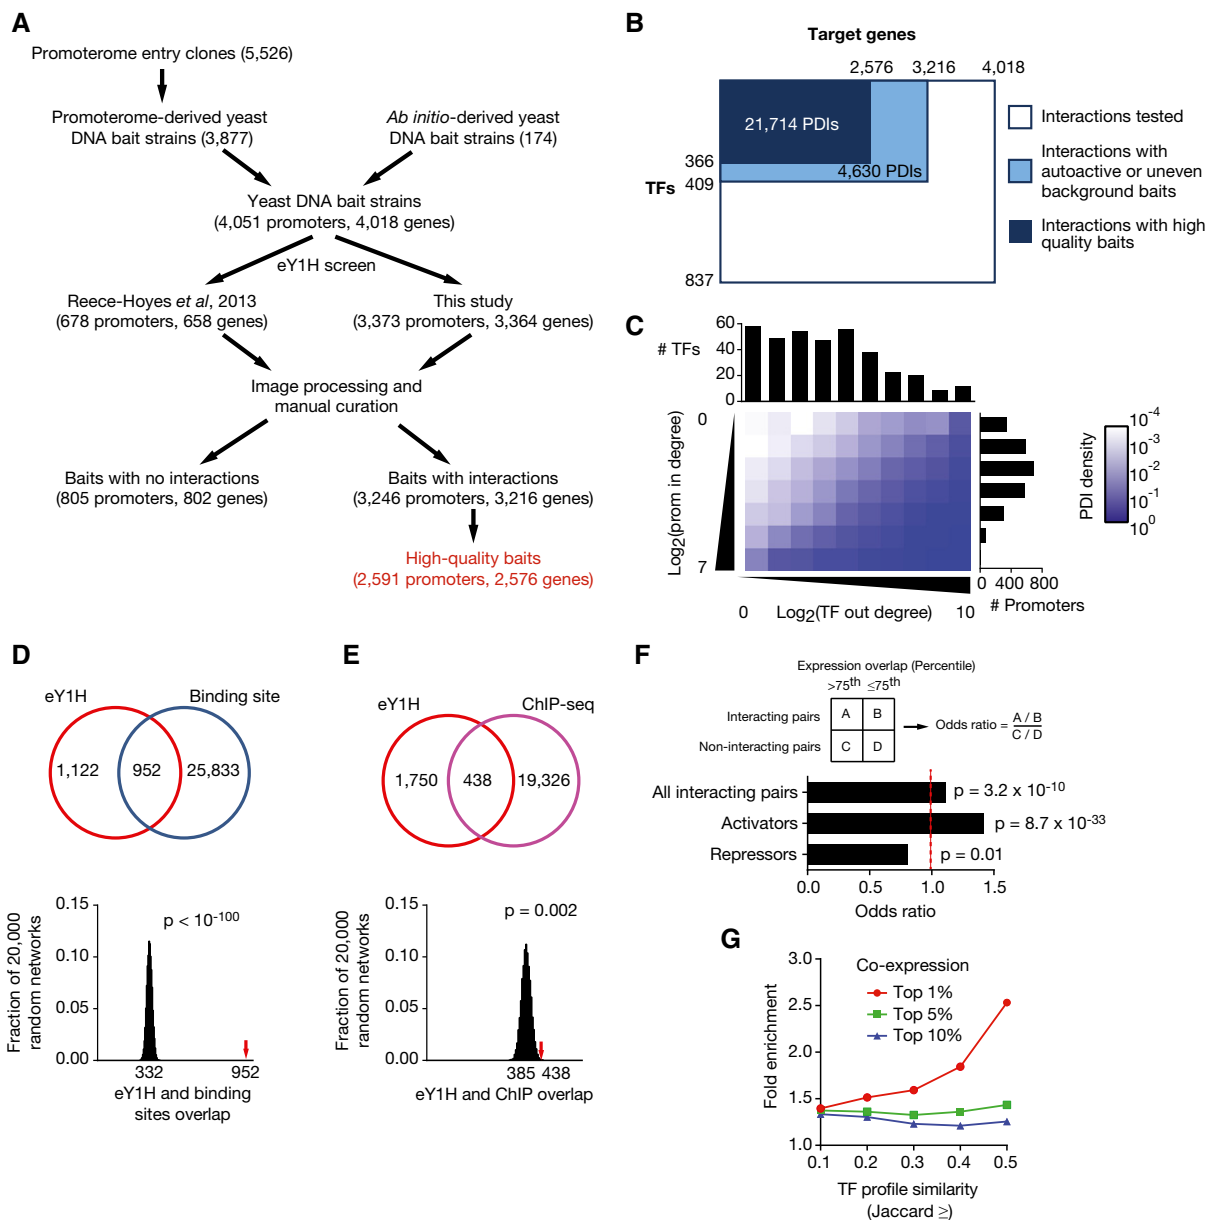 A
Promoterome entry clones (5,526)
Promoterome-derived yeast
DNA bait strains (3,877)
Ab initio-derived yeast
DNA bait strains (174)
Yeast DNA bait strains
(4,051 promoters, 4,018 genes)
eY1H screen
Reece-Hoyes et al, 2013
(678 promoters, 658 genes)
This study
(3,373 promoters, 3,364 genes)
Image processing and
manual curation
Baits with no interactions
(805 promoters, 802 genes)
Baits with interactions
(3,246 promoters, 3,216 genes)
High-quality baits
(2,591 promoters, 2,576 genes)
B
Target genes
2,576 3,216 4,018
21,714 PDIs
4,630 PDIs
366
TFs 409
837
Interactions tested
Interactions with
autoactive or uneven
background baits
Interactions with high
quality baits
C
# TFs
60
40
20
0
Log2(prom in degree)
0
7
0 Log2(TF out degree) 10
0 400 800
# Promoters
PDI density
10^-4
10^-3
10^-2
10^-1
10^0
D
eY1H Binding site
1,122 952 25,833
Fraction of 20,000
random networks
0.15
0.10
0.05
0.00
p < 10^-100
332 952
eY1H and binding
sites overlap
E
eY1H ChIP-seq
1,750 438 19,326
Fraction of 20,000
random networks
0.15
0.10
0.05
0.00
p = 0.002
385 438
eY1H and ChIP overlap
F
Expression overlap (Percentile)
>75th ≤75th
Interacting pairs A B
Non-interacting pairs C D
Odds ratio = A / B
C / D
All interacting pairs p = 3.2 x 10^-10
Activators p = 8.7 x 10^-33
Repressors p = 0.01
0.0 0.5 1.0 1.5
Odds ratio
G
Fold enrichment
3.0
2.5
2.0
1.5
1.0
Co-expression
Top 1%
Top 5%
Top 10%
0.1 0.2 0.3 0.4 0.5
TF profile similarity
(Jaccard ≥)